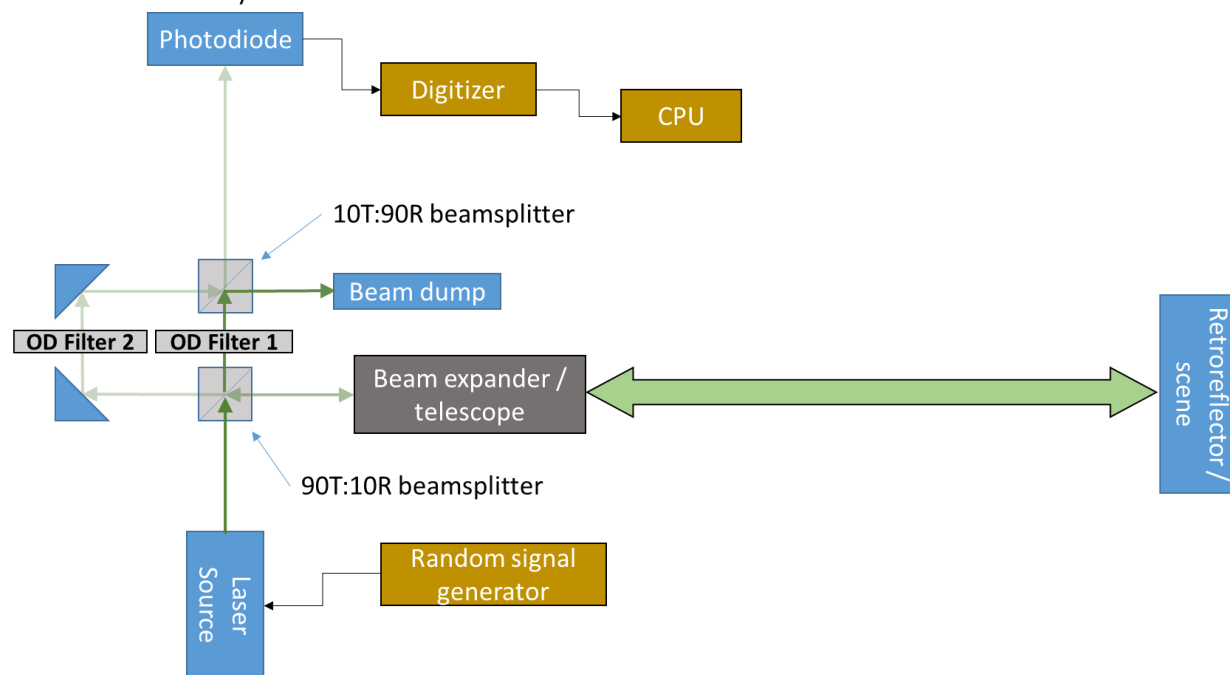 Photodiode
Digitizer
CPU
10T:90R beamsplitter
Beam dump
OD Filter 2
OD Filter 1
Beam expander /
telescope
Retroreflector /
scene
90T:10R beamsplitter
Laser
Source
Random signal
generator